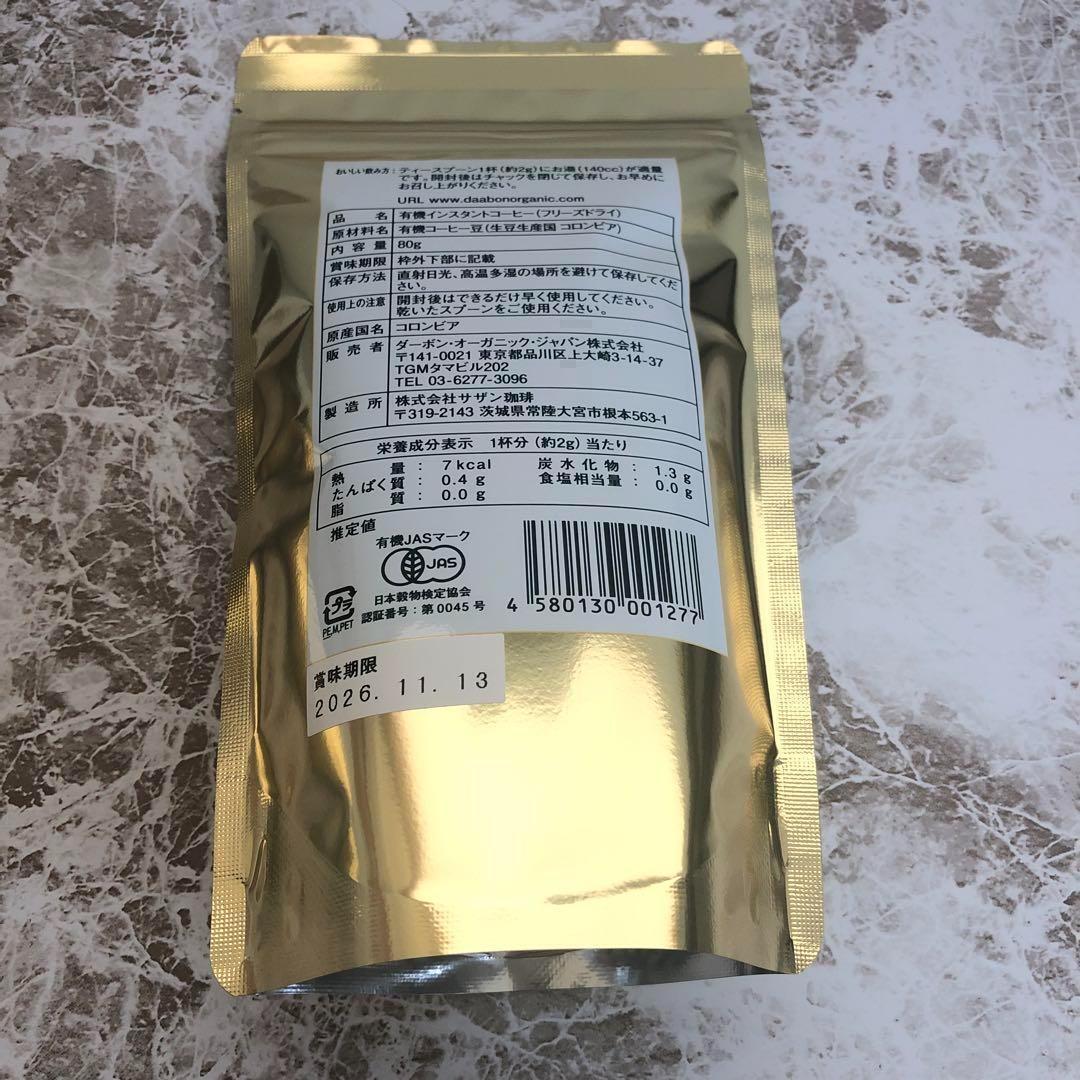 おいしい飲み方：ティースプーン1杯(約2g)にお湯(140cc)が適量
です。開封後はチャックを閉じて保存し、お早めに
お召し上がりください。
URL www.daabonorganic.com
品名 有機インスタントコーヒー(フリーズドライ)
原材料名 有機コーヒー豆(生豆生産国 コロンビア)
内容量 80g
賞味期限 枠外下部に記載
保存方法 直射日光、高温多湿の場所を避けて保存してくだ
さい。
使用上の注意 開封後はできるだけ早く使用してください。
乾いたスプーンをご使用ください。
原産国名 コロンビア
販売者 ダーボン・オーガニック・ジャパン株式会社
〒141-0021 東京都品川区上大崎3-14-37
TGMタマビル202
TEL 03-6277-3096
製造所 株式会社サザン珈琲
〒319-2143 茨城県常陸大宮市根本563-1
栄養成分表示 1杯分(約2g)当たり
熱量：7kcal 炭水化物：1.3g
たんぱく質：0.4g 食塩相当量：0.0g
脂質：0.0g
推定値
有機JASマーク
JAS
日本穀物検定協会
認証番号：第0045号
プラ
PE,M,PET
4 580130 001277
賞味期限
2026. 11. 13